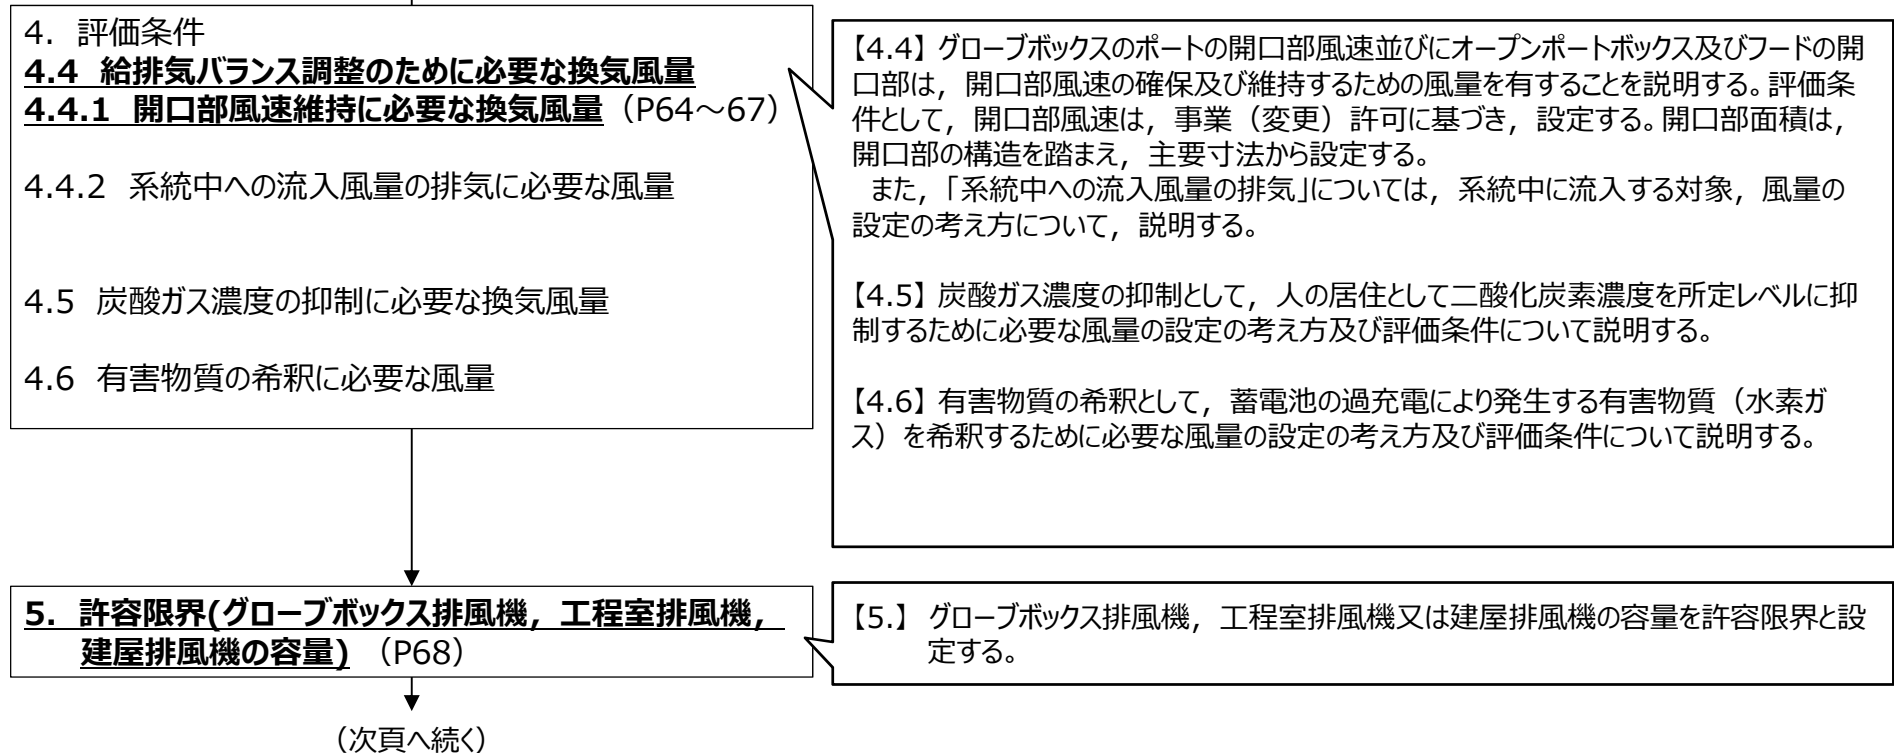 4. 評価条件
4.4 給排気バランス調整のために必要な換気風量
4.4.1 開口部風速維持に必要な換気風量（P64～67）
4.4.2 系統中への流入風量の排気に必要な風量
4.5 炭酸ガス濃度の抑制に必要な換気風量
4.6 有害物質の希釈に必要な風量
【4.4】グローブボックスのポートの開口部風速並びにオープンポートボックス及びフードの開
口部は，開口部風速の確保及び維持するための風量を有することを説明する。評価条
件として，開口部風速は，事業（変更）許可に基づき，設定する。開口部面積は，
開口部の構造を踏まえ，主要寸法から設定する。
また，「系統中への流入風量の排気」については，系統中に流入する対象，風量の
設定の考え方について，説明する。
【4.5】炭酸ガス濃度の抑制として，人の居住として二酸化炭素濃度を所定レベルに抑
制するために必要な風量の設定の考え方及び評価条件について説明する。
【4.6】有害物質の希釈として，蓄電池の過充電により発生する有害物質（水素ガ
ス）を希釈するために必要な風量の設定の考え方及び評価条件について説明する。
5. 許容限界(グローブボックス排風機，工程室排風機，
建屋排風機の容量)（P68）
【5.】 グローブボックス排風機，工程室排風機又は建屋排風機の容量を許容限界と設
定する。
（次頁へ続く）